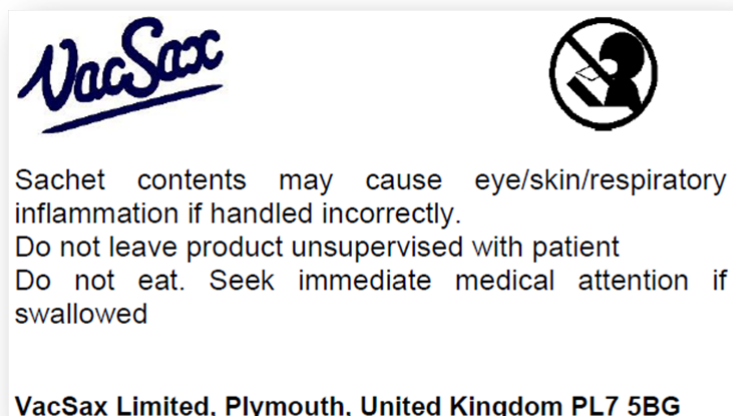 VacSax
Sachet contents may cause eye/skin/respiratory
inflammation if handled incorrectly.
Do not leave product unsupervised with patient
Do not eat. Seek immediate medical attention if
swallowed
VacSax Limited, Plymouth, United Kingdom PL7 5BG